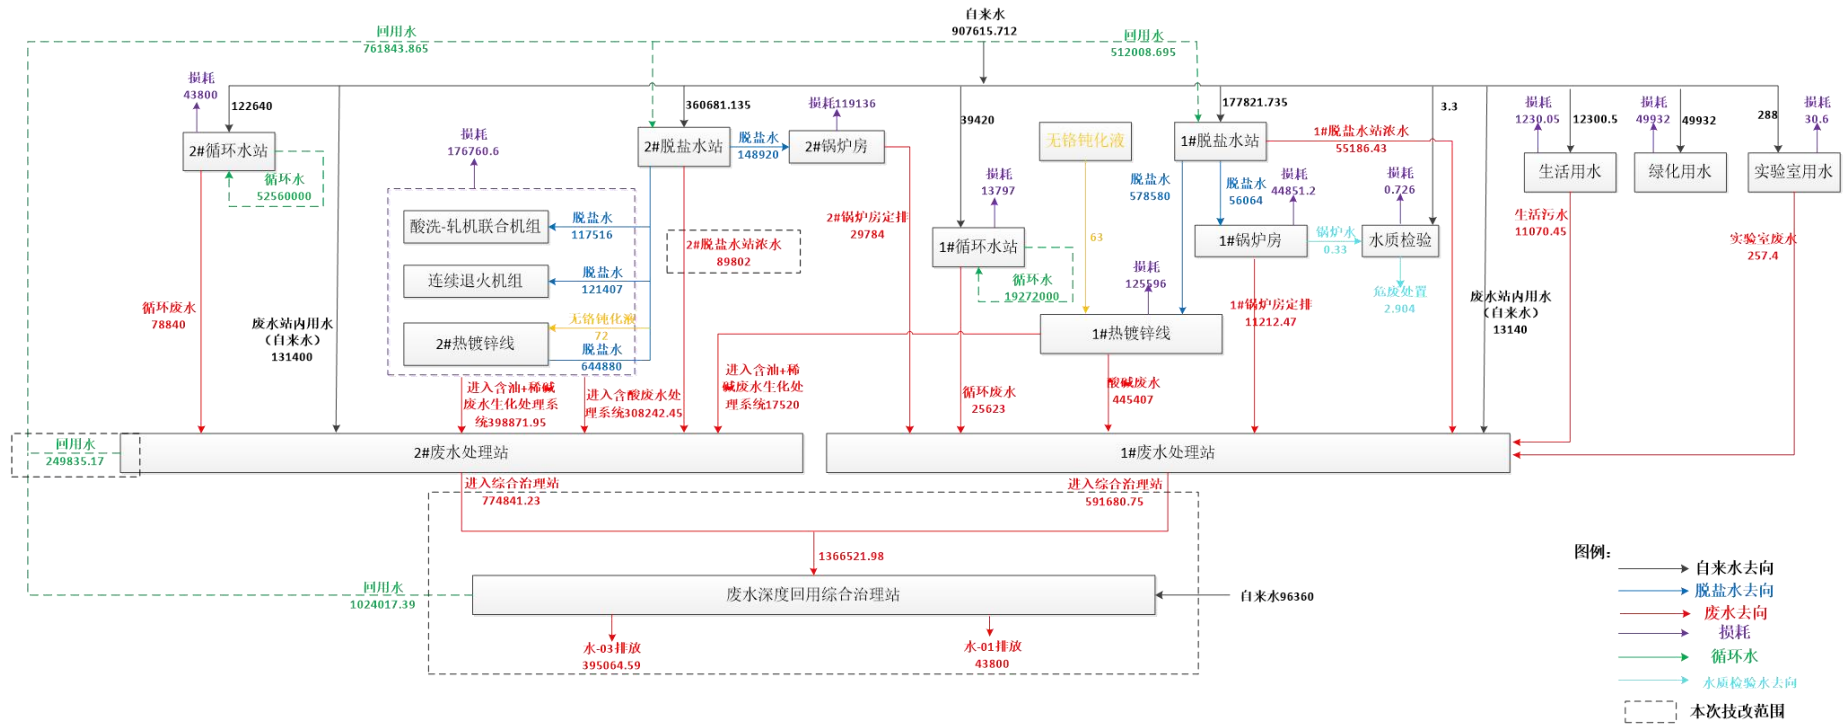 自来水
907615.712
回用水
761843.865
回用水
512008.695
损耗
43800
122640
2#循环水站
循环水
52560000
360681.135
2#脱盐水站
脱盐水
148920
损耗119136
2#锅炉房
损耗
176760.6
酸洗-轧机联合机组
脱盐水
117516
连续退火机组
脱盐水
121407
2#热镀锌线
无铬钝化液
72
脱盐水
644880
2#脱盐水站浓水
89802
2#锅炉房定排
29784
39420
损耗
13797
1#循环水站
循环水
19272000
无铬钝化液
63
177821.735
1#脱盐水站
1#脱盐水站浓水
55186.43
脱盐水
578580
脱盐水
56064
损耗
44851.2
1#锅炉房
锅炉水
0.33
损耗
0.726
3.3
水质检验
危废处置
2.904
损耗
125596
1#热镀锌线
1#锅炉房定排
11212.47
废水站内用水
（自来水）
13140
损耗
1230.05
12300.5
生活用水
生活污水
11070.45
损耗
49932
49932
绿化用水
288
损耗
30.6
实验室用水
实验室废水
257.4
循环废水
78840
废水站内用水
（自来水）
131400
进入含油+稀碱
废水生化处理系
统398871.95
进入含酸废水处
理系统308242.45
进入含油+稀
碱废水生化处
理系统17520
循环废水
25623
酸碱废水
445407
回用水
249835.17
2#废水处理站
1#废水处理站
进入综合治理站
774841.23
进入综合治理站
591680.75
1366521.98
回用水
1024017.39
废水深度回用综合治理站
自来水96360
水-03排放
395064.59
水-01排放
43800
图例：
自来水去向
脱盐水去向
废水去向
损耗
循环水
水质检验水去向
本次技改范围